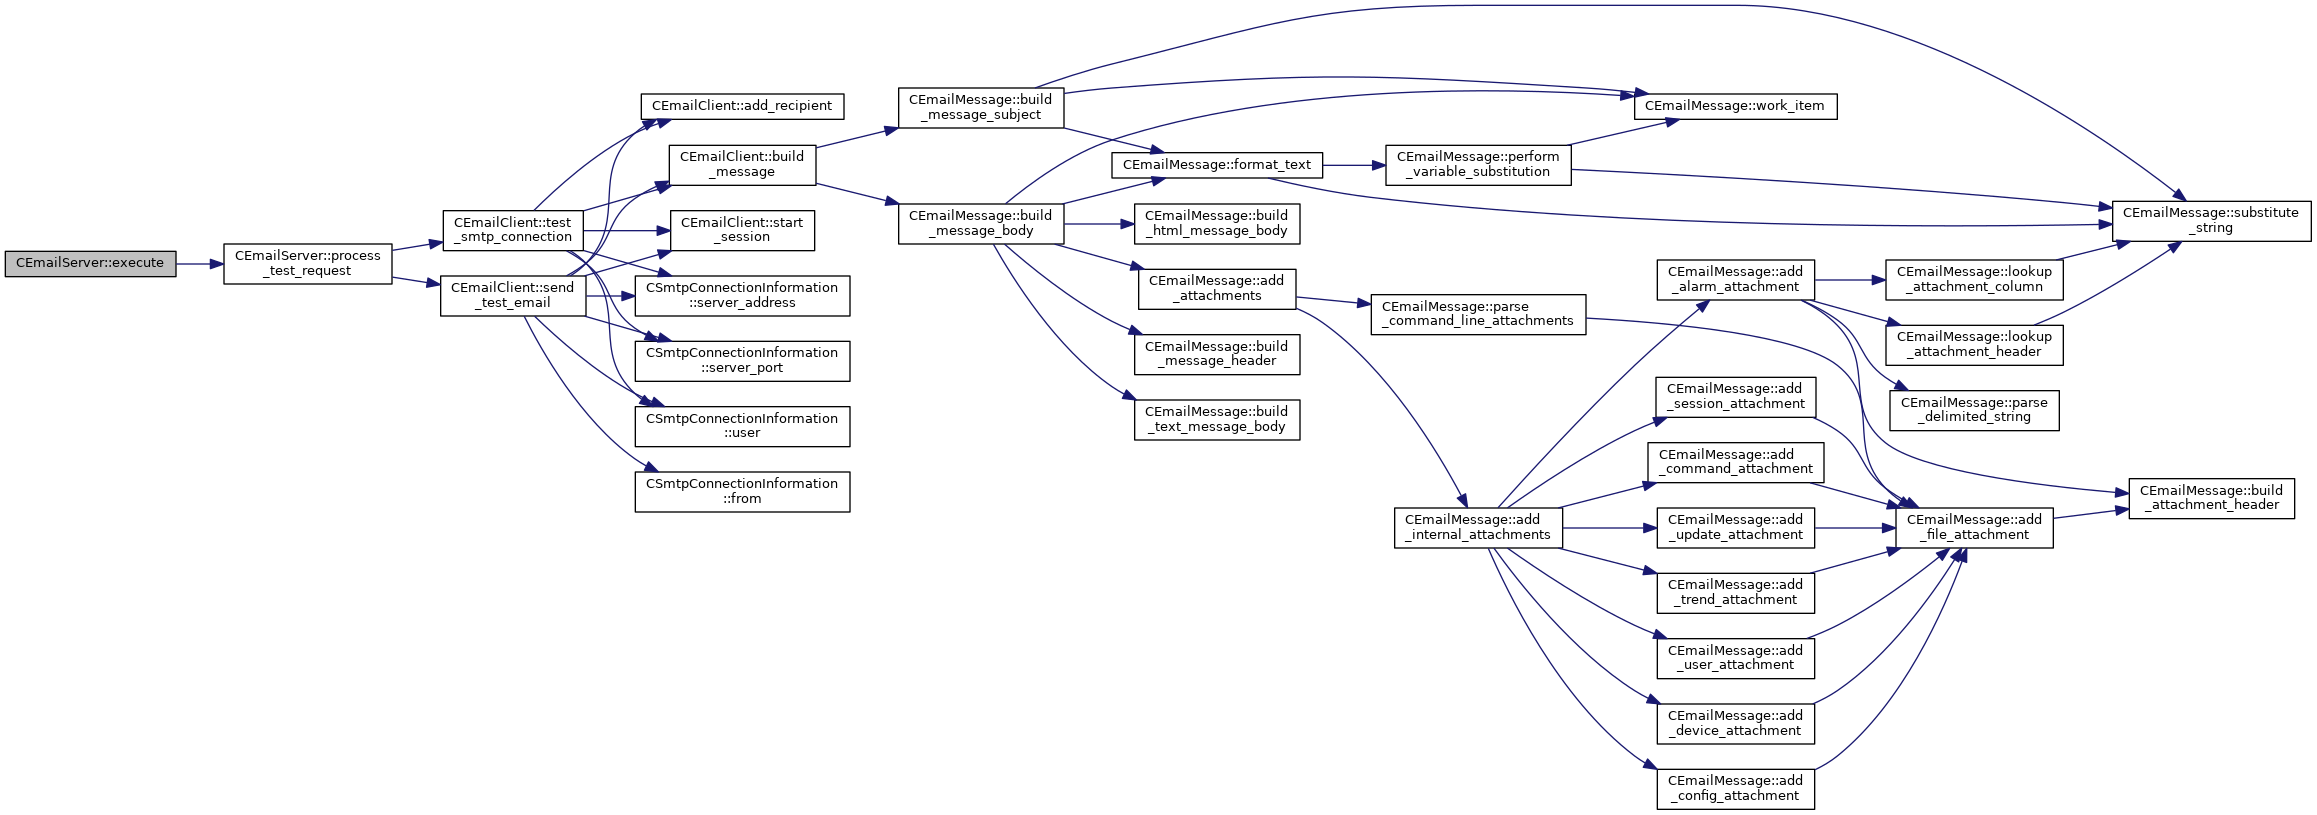 CEmailServer::execute
CEmailServer::process
_test_request
CEmailClient::test
_smtp_connection
CEmailClient::send
_test_email
CEmailClient::add_recipient
CEmailClient::build
_message
CEmailClient::start
_session
CSmtpConnectionInformation
::server_address
CSmtpConnectionInformation
::server_port
CSmtpConnectionInformation
::user
CSmtpConnectionInformation
::from
CEmailMessage::build
_message_subject
CEmailMessage::build
_message_body
CEmailMessage::format_text
CEmailMessage::build
_html_message_body
CEmailMessage::add
_attachments
CEmailMessage::build
_message_header
CEmailMessage::build
_text_message_body
CEmailMessage::perform
_variable_substitution
CEmailMessage::parse
_command_line_attachments
CEmailMessage::add
_internal_attachments
CEmailMessage::work_item
CEmailMessage::add
_alarm_attachment
CEmailMessage::add
_session_attachment
CEmailMessage::add
_command_attachment
CEmailMessage::add
_update_attachment
CEmailMessage::add
_trend_attachment
CEmailMessage::add
_user_attachment
CEmailMessage::add
_device_attachment
CEmailMessage::add
_config_attachment
CEmailMessage::lookup
_attachment_column
CEmailMessage::lookup
_attachment_header
CEmailMessage::parse
_delimited_string
CEmailMessage::add
_file_attachment
CEmailMessage::substitute
_string
CEmailMessage::build
_attachment_header